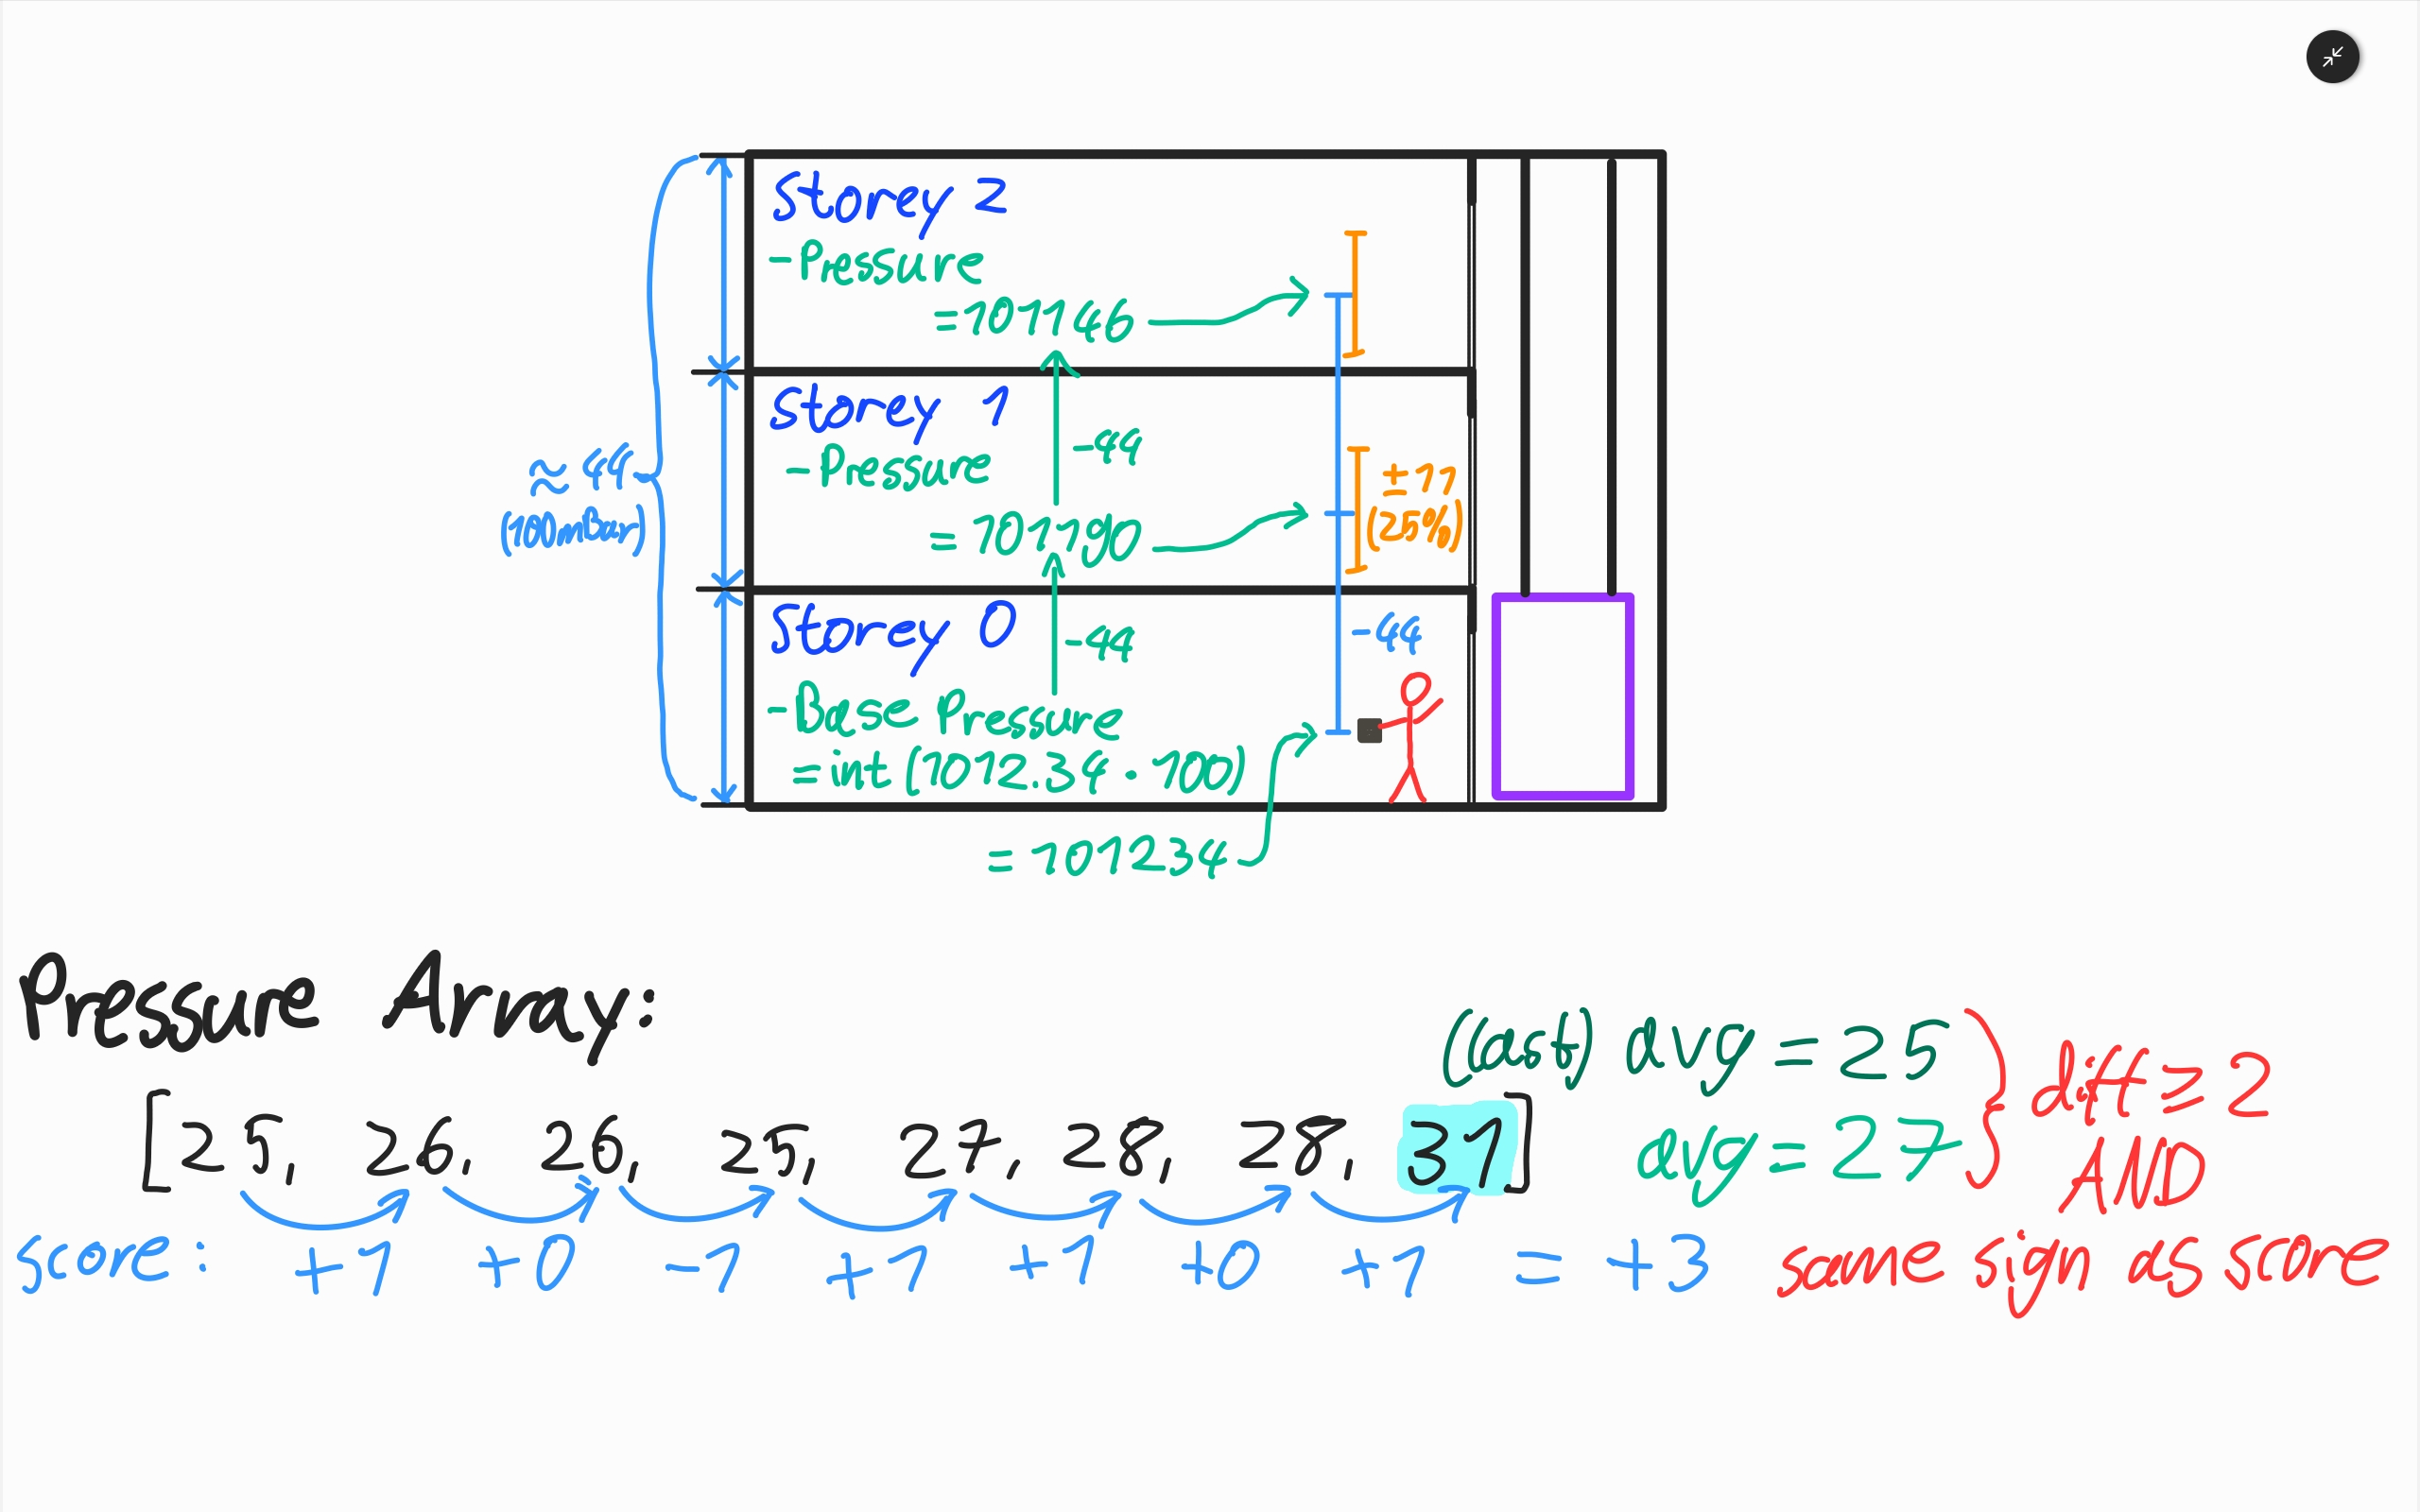 Storey 2
- Pressure
= 101146
Storey 1
- Pressure
= 101190
-44
± 11
(25%)
≈ 44
Storey 0
- Base Pressure
= int (1012.34 · 100)
= 101234
-44
-44
Pressure Array:
(last) avg = 25
[25, 26, 26, 25, 27, 28, 28, 31]
avg = 27
diff ≥ 2
AND
same sign as score
score: +1 +0 -1 +1 +1 +0 +1 = +3